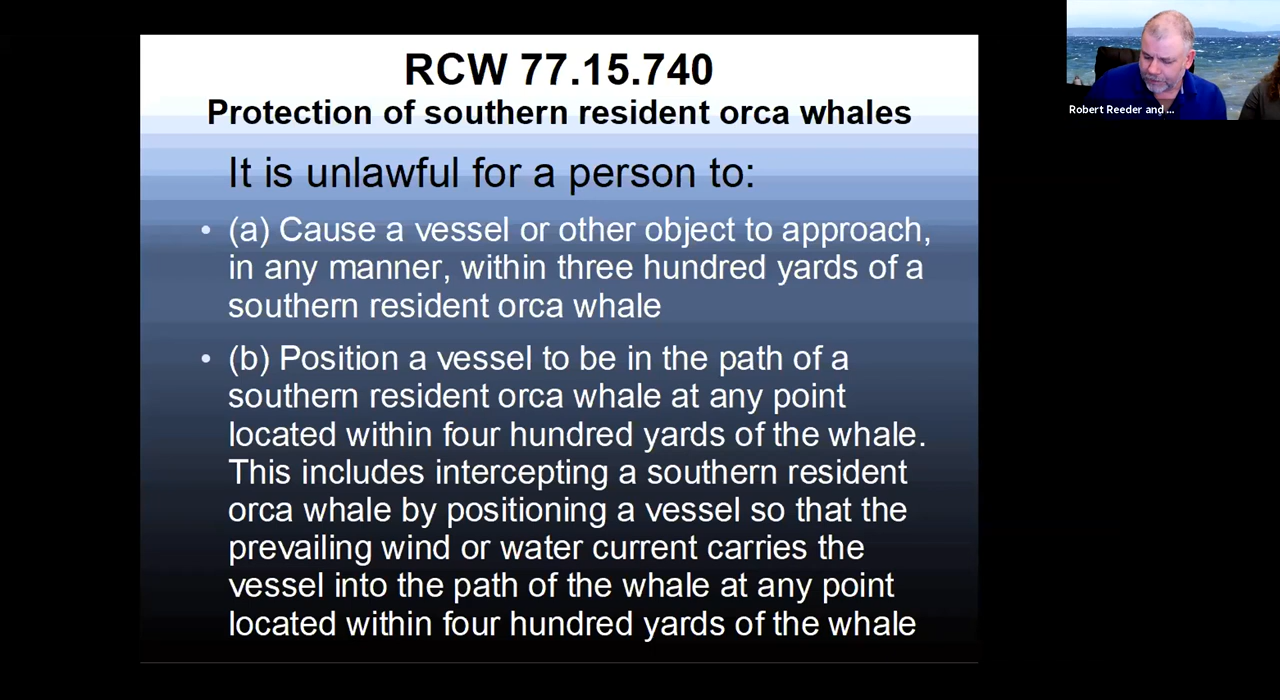 RCW 77.15.740
Protection of southern resident orca whales
It is unlawful for a person to:
• (a) Cause a vessel or other object to approach,
in any manner, within three hundred yards of a
southern resident orca whale
• (b) Position a vessel to be in the path of a
southern resident orca whale at any point
located within four hundred yards of the whale.
This includes intercepting a southern resident
orca whale by positioning a vessel so that the
prevailing wind or water current carries the
vessel into the path of the whale at any point
located within four hundred yards of the whale
Robert Reeder and ...